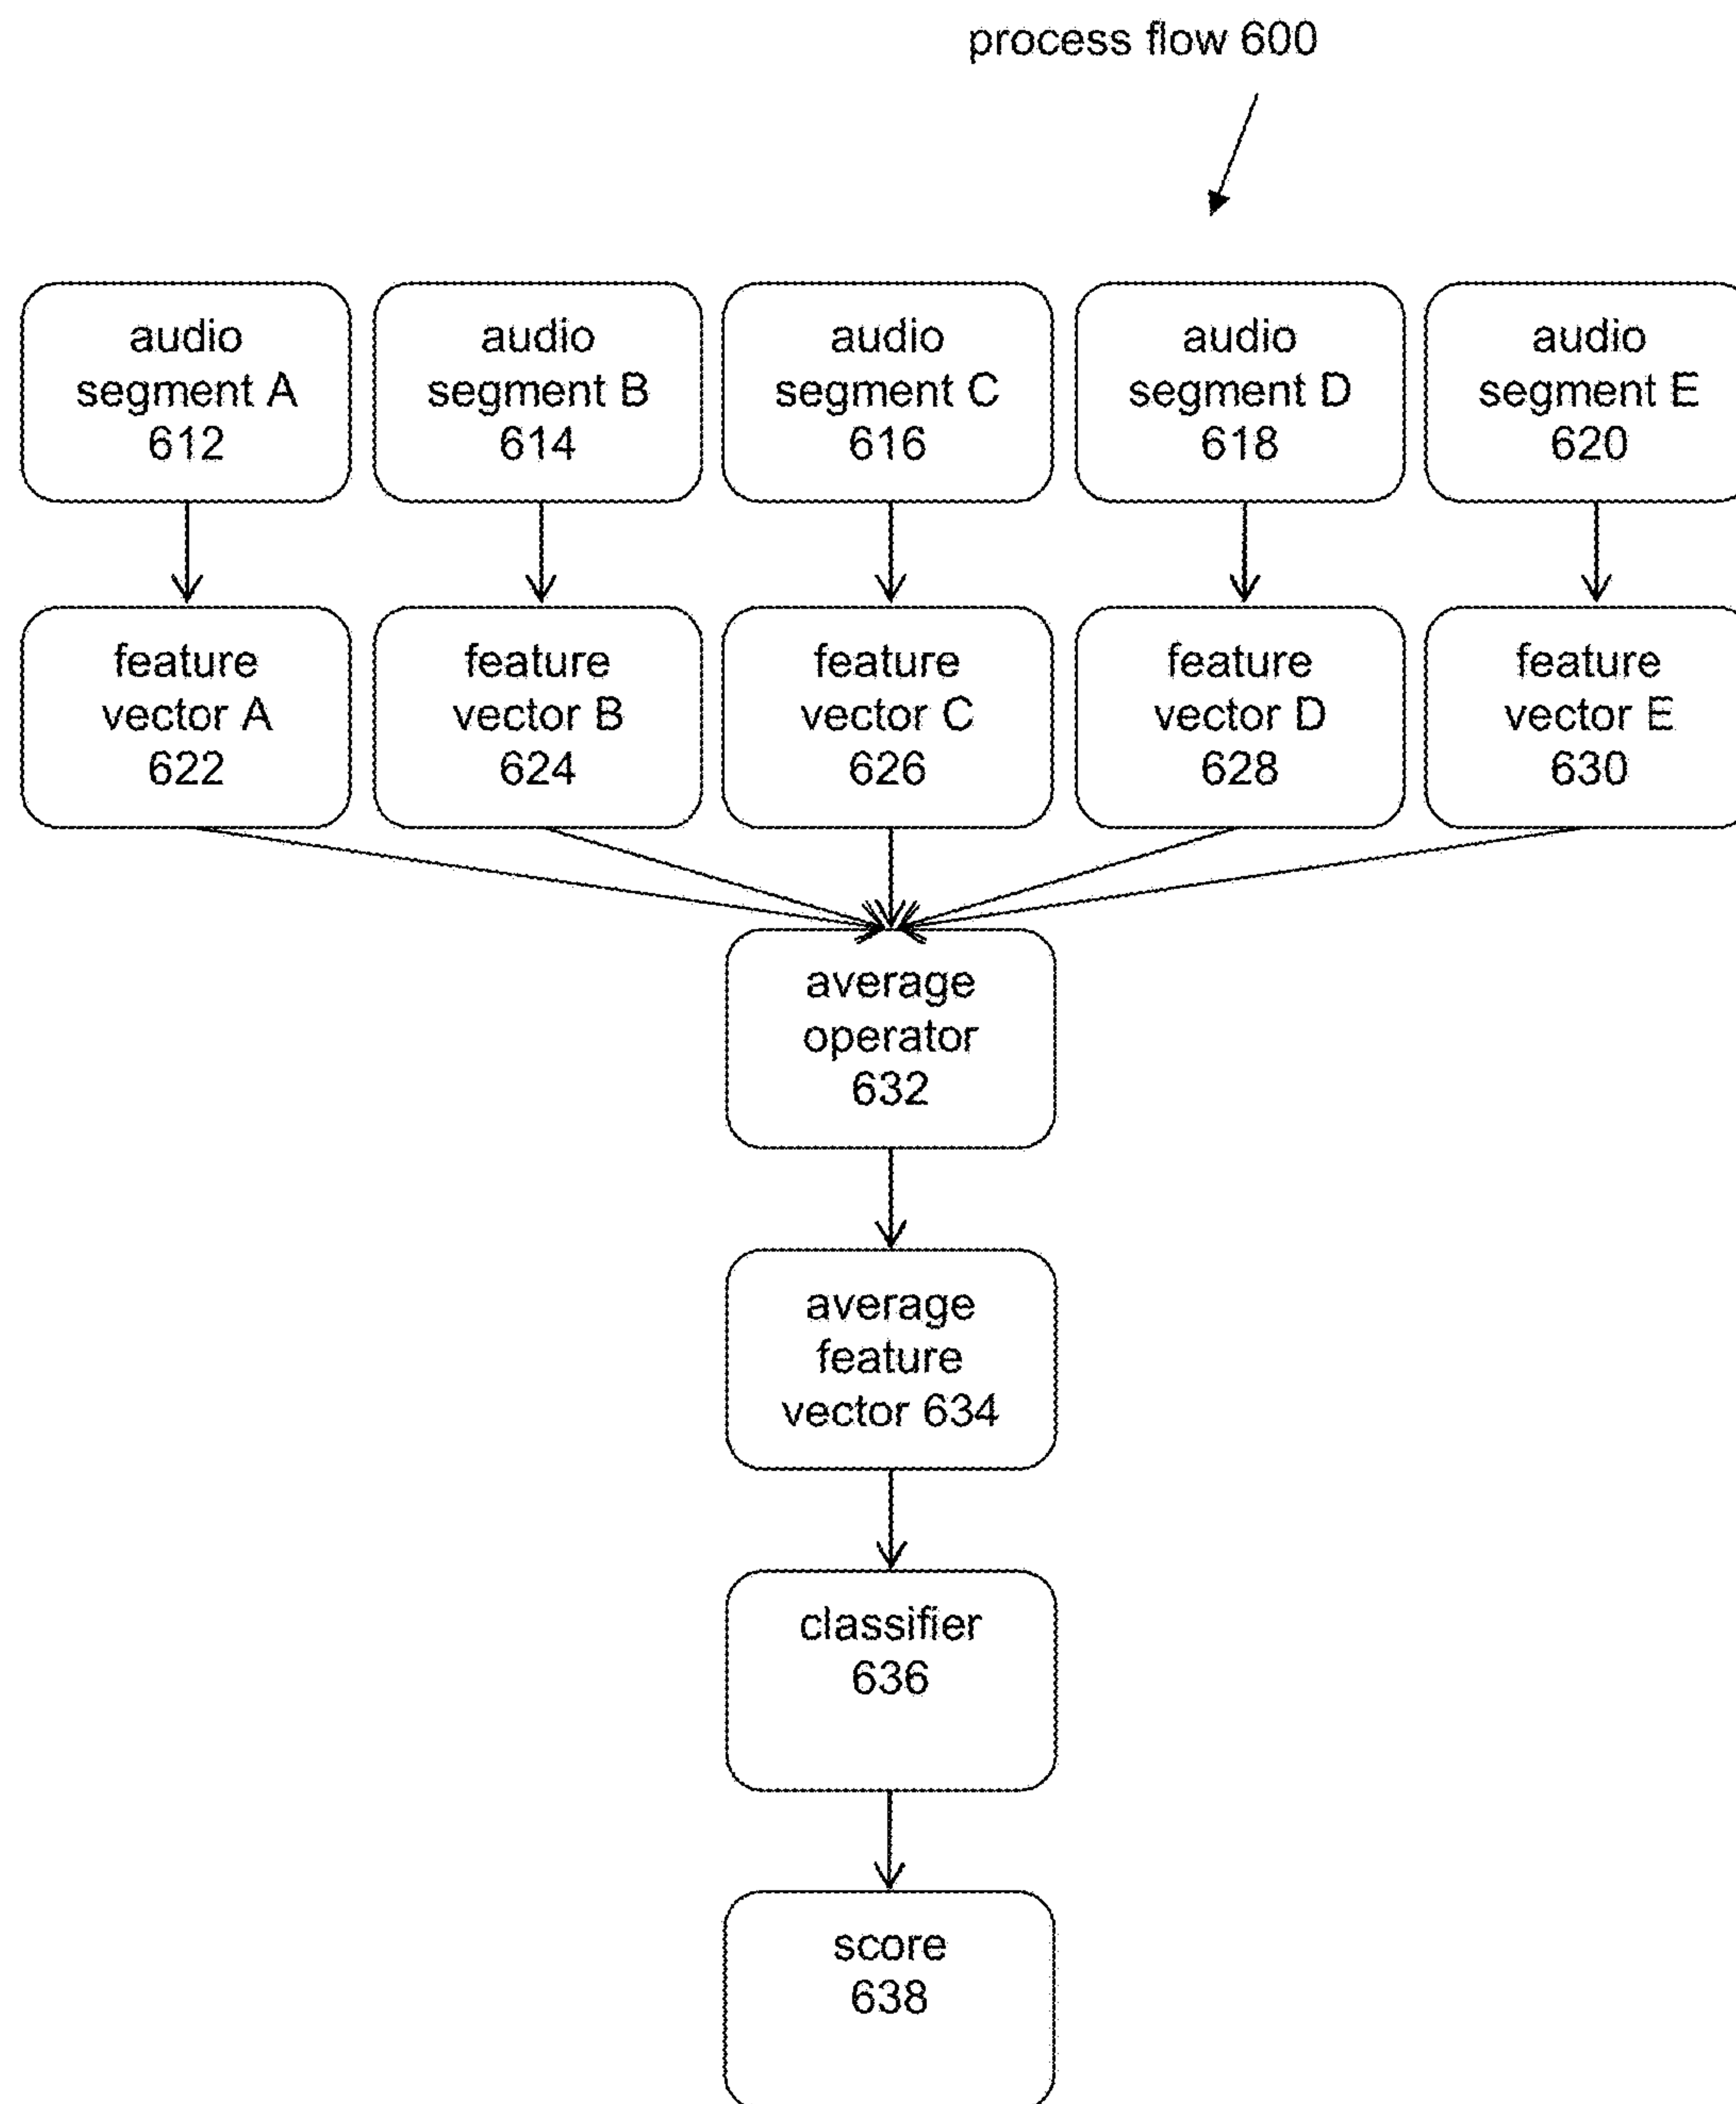 process flow 600
audio
segment A
612
audio
segment B
614
audio
segment C
616
audio
segment D
618
audio
segment E
620
feature
vector A
622
feature
vector B
624
feature
vector C
626
feature
vector D
628
feature
vector E
630
average
operator
632
average
feature
vector 634
classifier
636
score
638